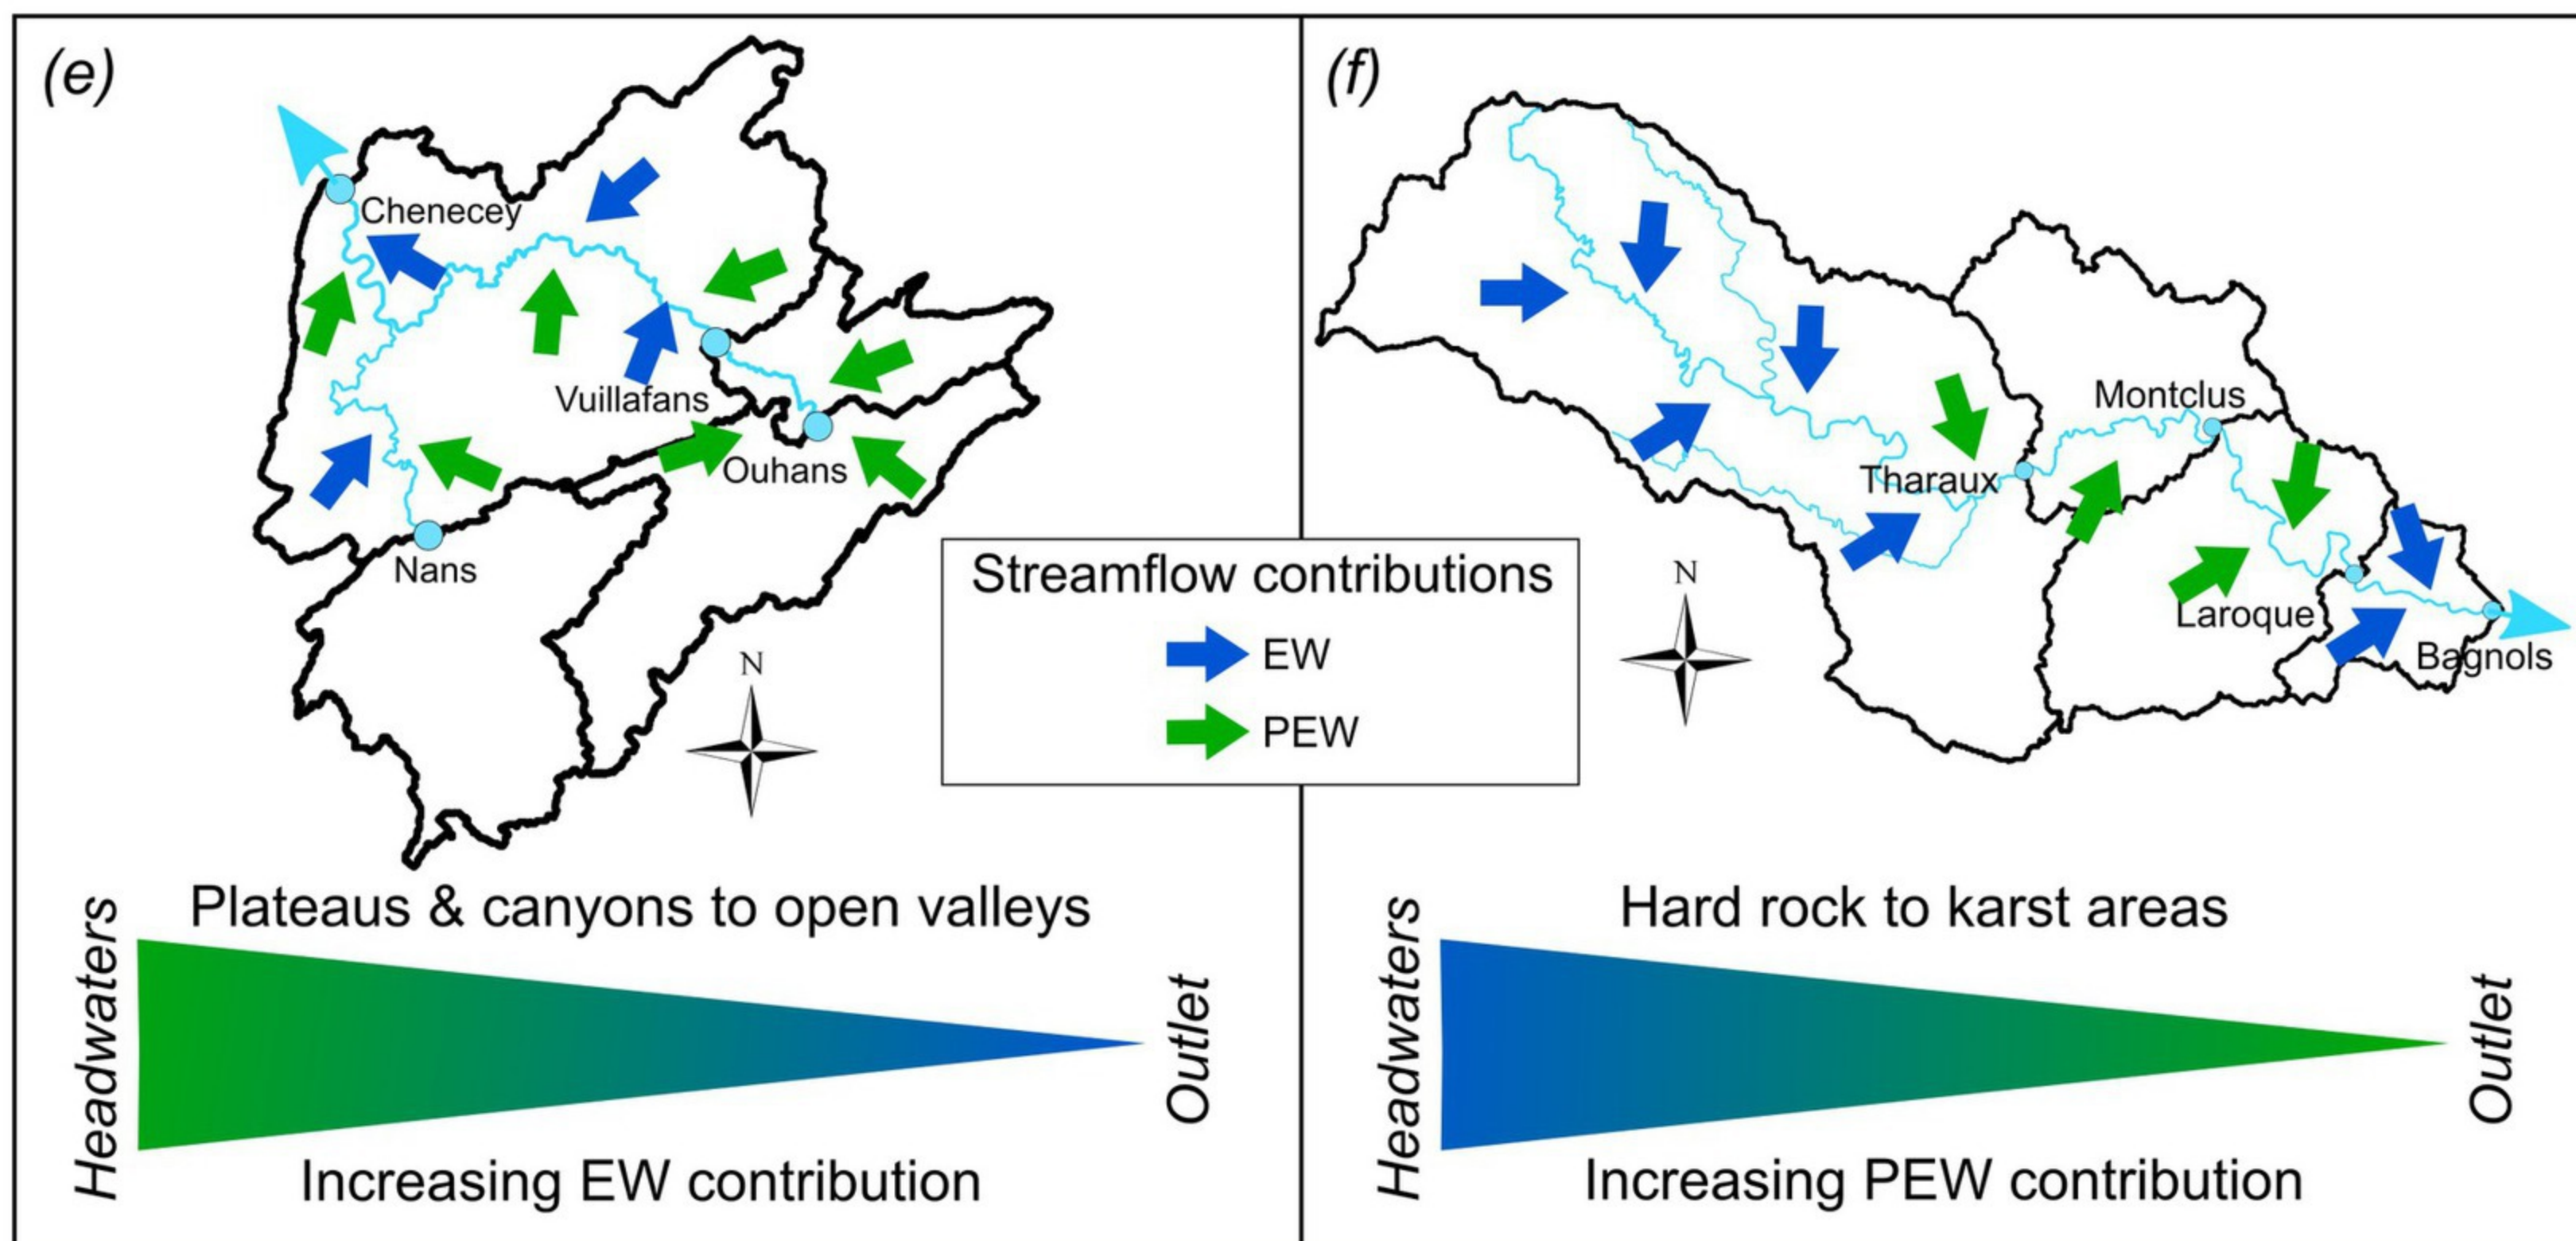 (e)
Chenecey
Vuillafans
Ouhans
Nans
N
Plateaus & canyons to open valleys
Headwaters
Outlet
Increasing EW contribution
Streamflow contributions
EW
PEW
(f)
Montclus
Tharaux
Laroque
Bagnols
N
Hard rock to karst areas
Headwaters
Outlet
Increasing PEW contribution